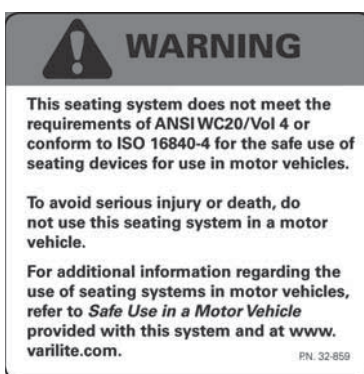 WARNING
This seating system does not meet the
requirements of ANSI WC20/Vol 4 or
conform to ISO 16840-4 for the safe use of
seating devices for use in motor vehicles.
To avoid serious injury or death, do
not use this seating system in a motor
vehicle.
For additional information regarding the
use of seating systems in motor vehicles,
refer to Safe Use in a Motor Vehicle
provided with this system and at www.
varilite.com.
PN. 32-859